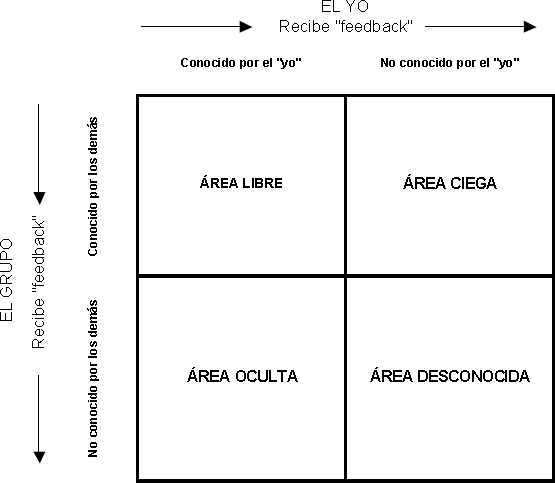 EL YO
Recibe "feedback"
Conocido por el "yo"
No conocido por el "yo"
EL GRUPO
Recibe "feedback"
Conocido por los demás
ÁREA LIBRE
ÁREA CIEGA
No conocido por los demás
ÁREA OCULTA
ÁREA DESCONOCIDA